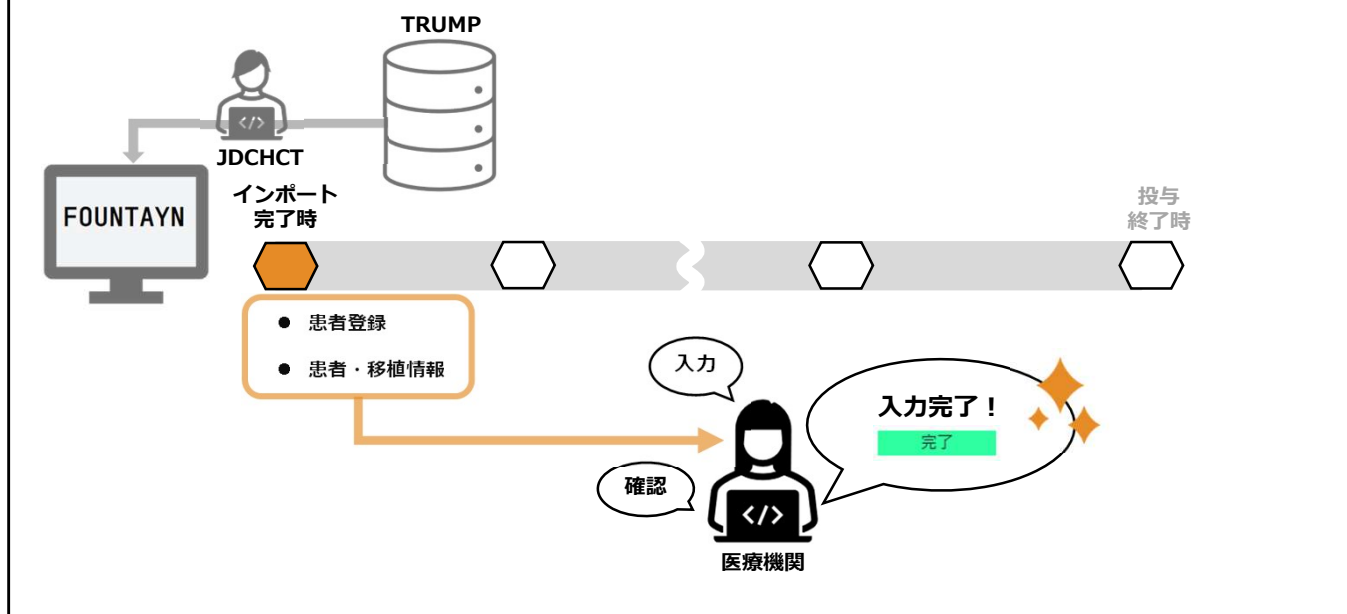 TRUMP
</>
JDCHCT
FOUNTAYN
インポート
完了時
投与
終了時
● 患者登録
● 患者・移植情報
入力
入力完了！
完了
確認
</>
医療機関